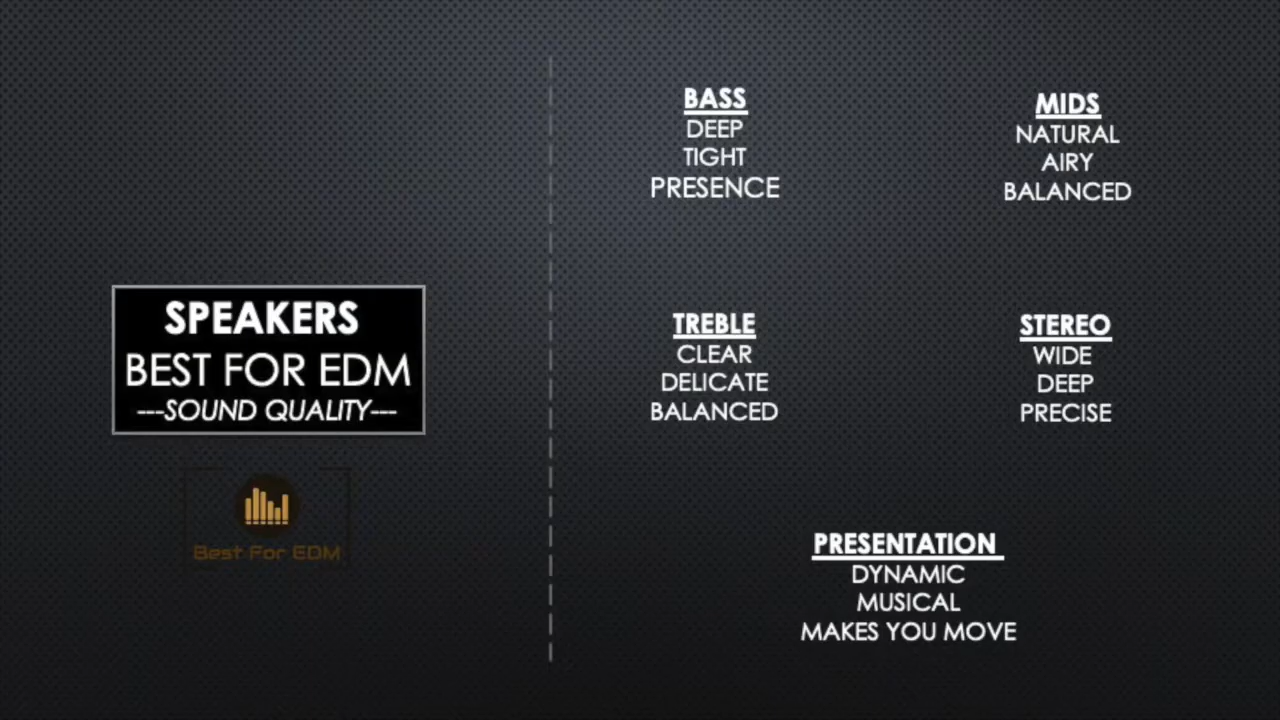 SPEAKERS
BEST FOR EDM
---SOUND QUALITY---
Best For EDM
BASS
DEEP
TIGHT
PRESENCE
MIDS
NATURAL
AIRY
BALANCED
TREBLE
CLEAR
DELICATE
BALANCED
STEREO
WIDE
DEEP
PRECISE
PRESENTATION
DYNAMIC
MUSICAL
MAKES YOU MOVE